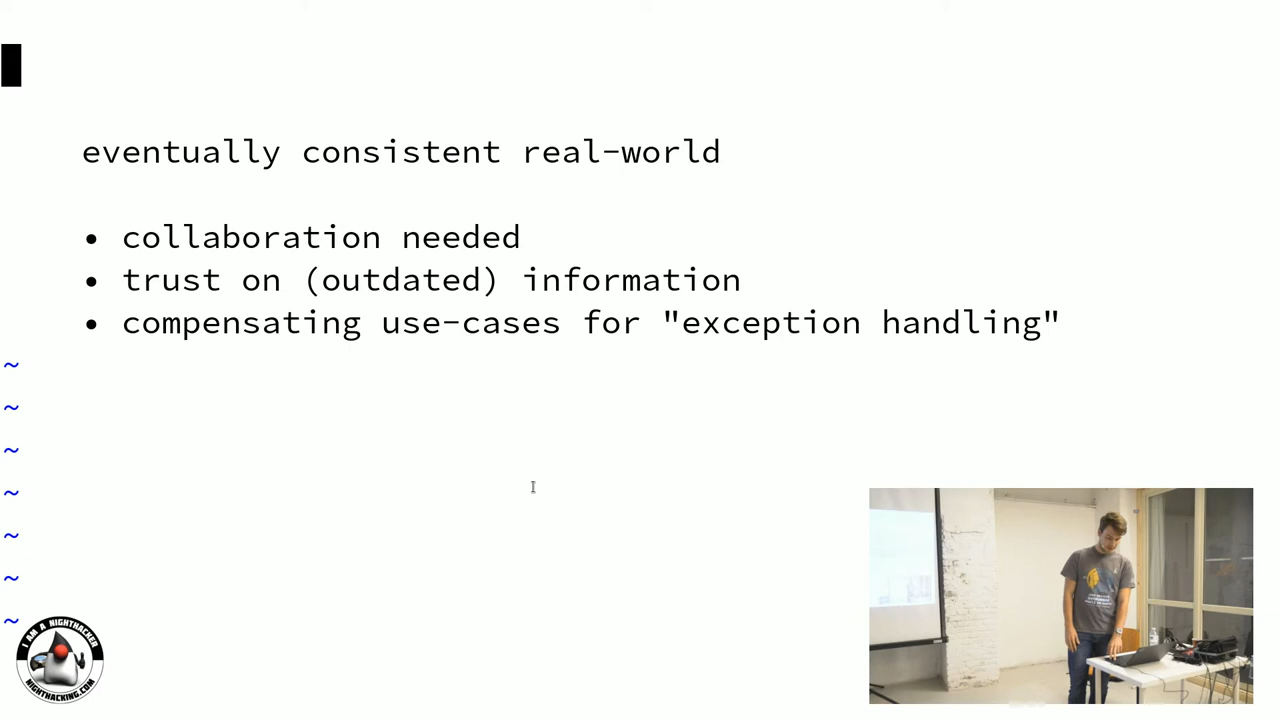 eventually consistent real-world
• collaboration needed
• trust on (outdated) information
• compensating use-cases for "exception handling"
~
~
~
~
~
~
~
I AM A NIGHTHACKER
NIGHTHACKING.COM